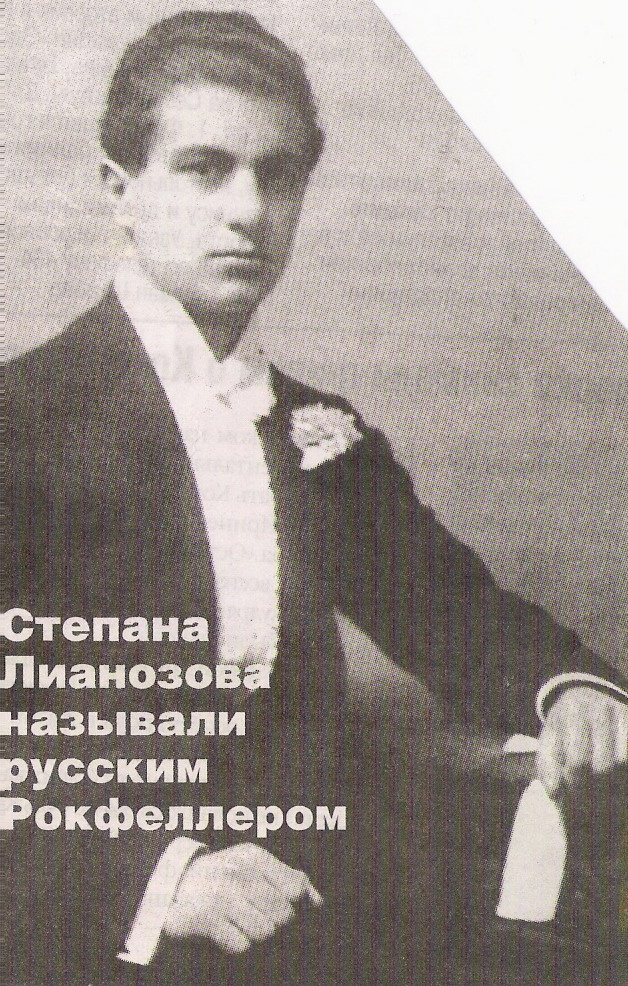 Степана
Лианозова
называли
русским
Рокфеллером